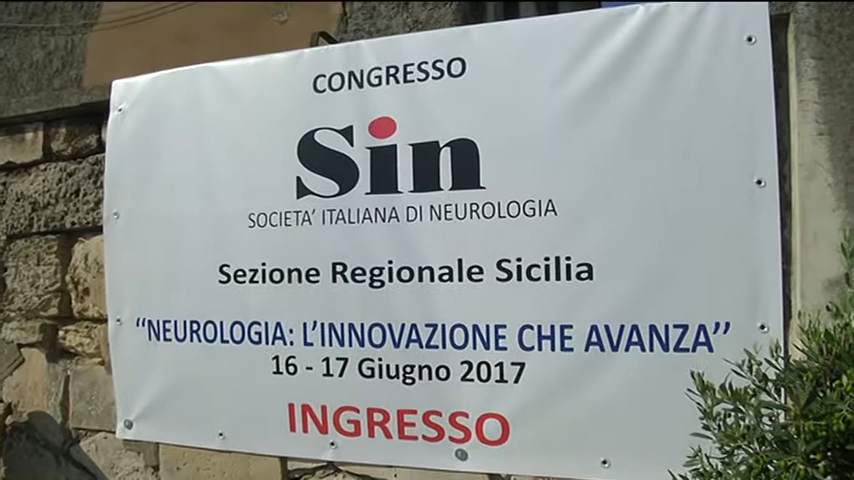 CONGRESSO
Sin
SOCIETA' ITALIANA DI NEUROLOGIA
Sezione Regionale Sicilia
‘‘NEUROLOGIA: L’INNOVAZIONE CHE AVANZA’’
16 - 17 Giugno 2017
INGRESSO